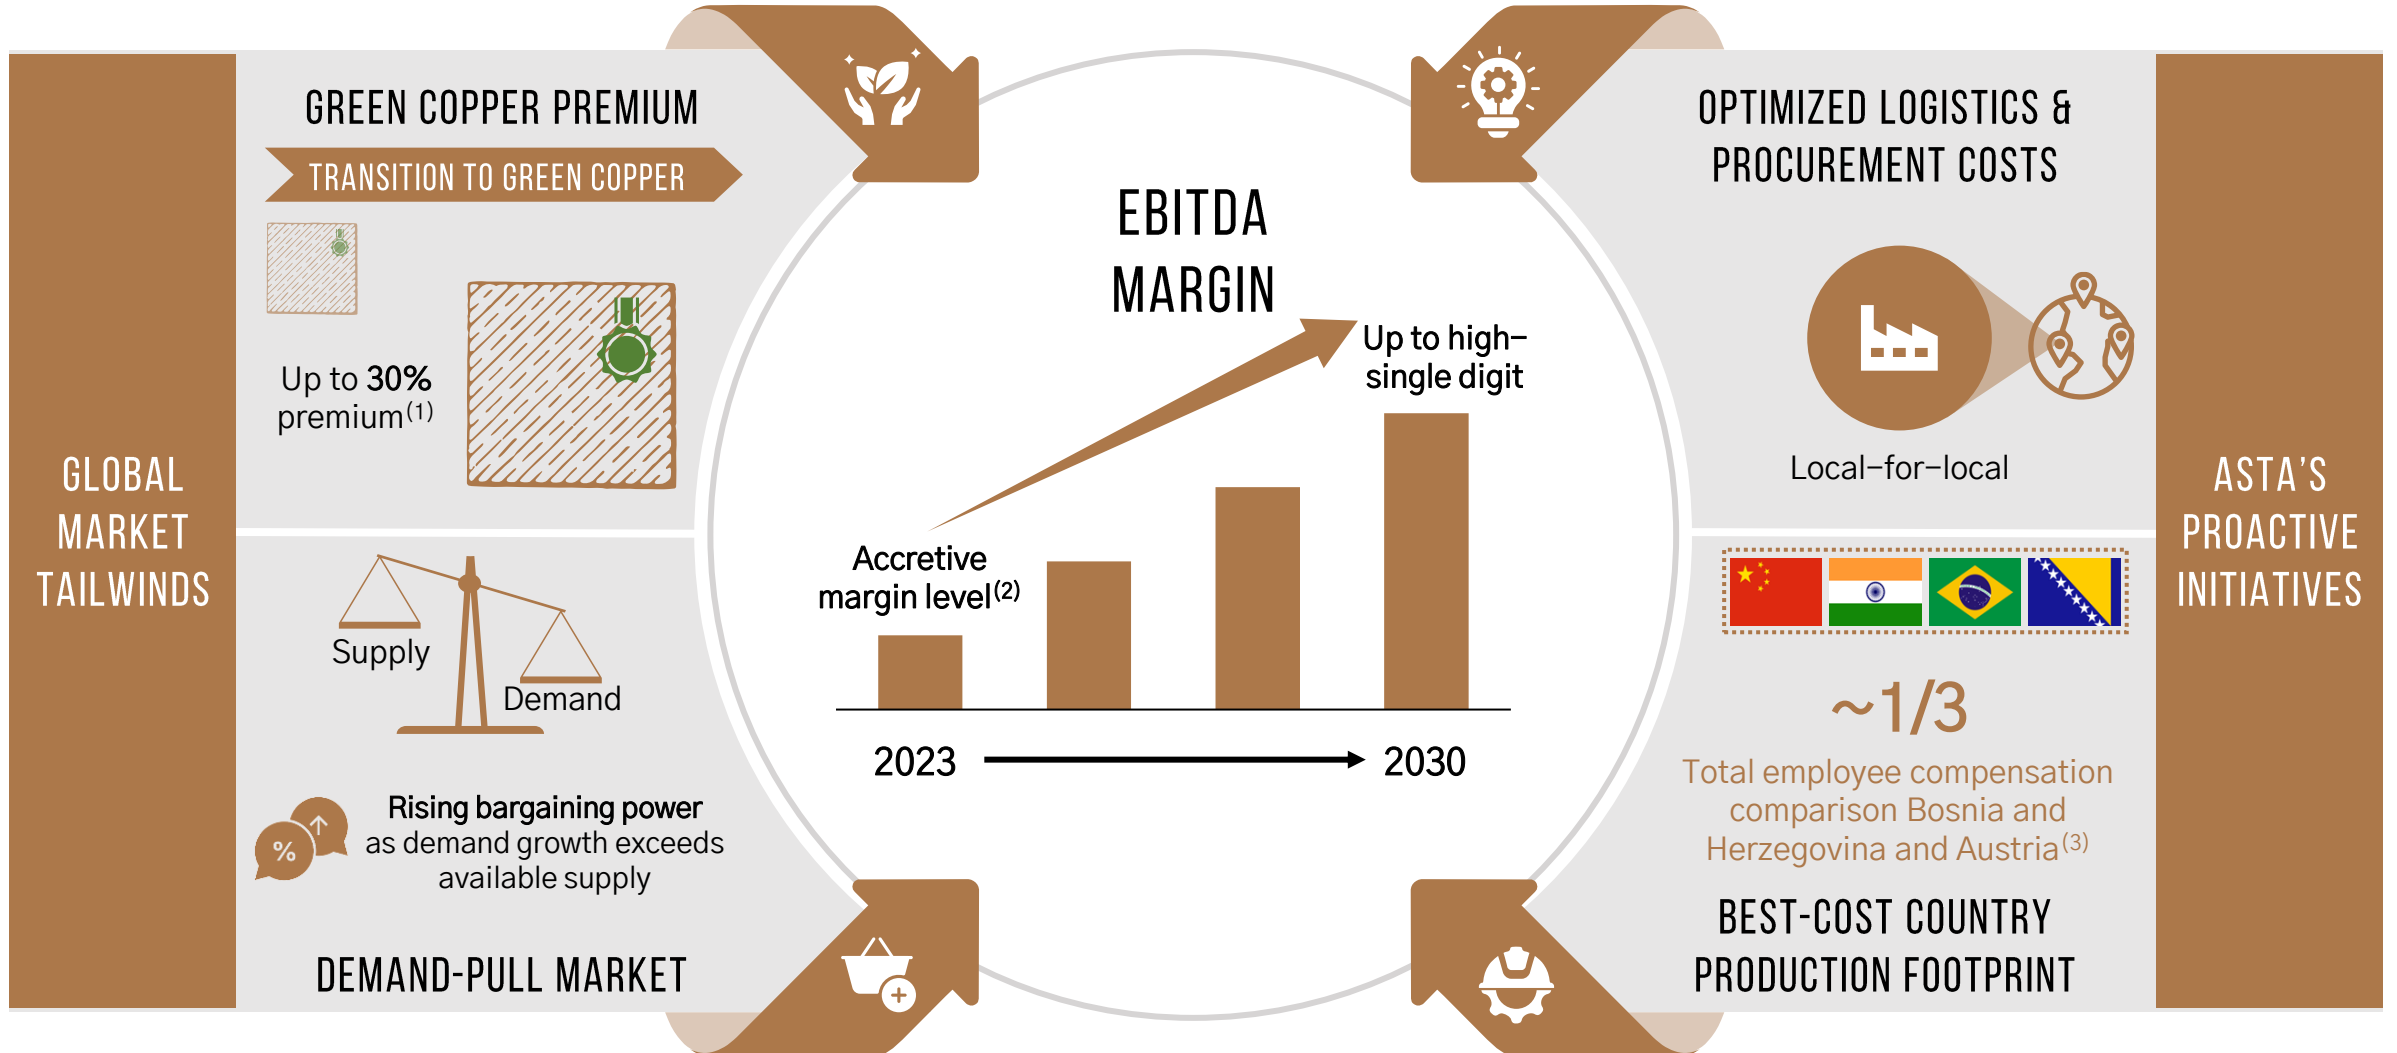 GLOBAL
MARKET
TAILWINDS
GREEN COPPER PREMIUM
TRANSITION TO GREEN COPPER
Up to 30%
premium(1)
Supply
Demand
%
Rising bargaining power
as demand growth exceeds
available supply
DEMAND-PULL MARKET
EBITDA
MARGIN
Up to high-
single digit
Accretive
margin level(2)
2023
2030
OPTIMIZED LOGISTICS &
PROCUREMENT COSTS
Local-for-local
~1/3
Total employee compensation
comparison Bosnia and
Herzegovina and Austria(3)
BEST-COST COUNTRY
PRODUCTION FOOTPRINT
ASTA'S
PROACTIVE
INITIATIVES